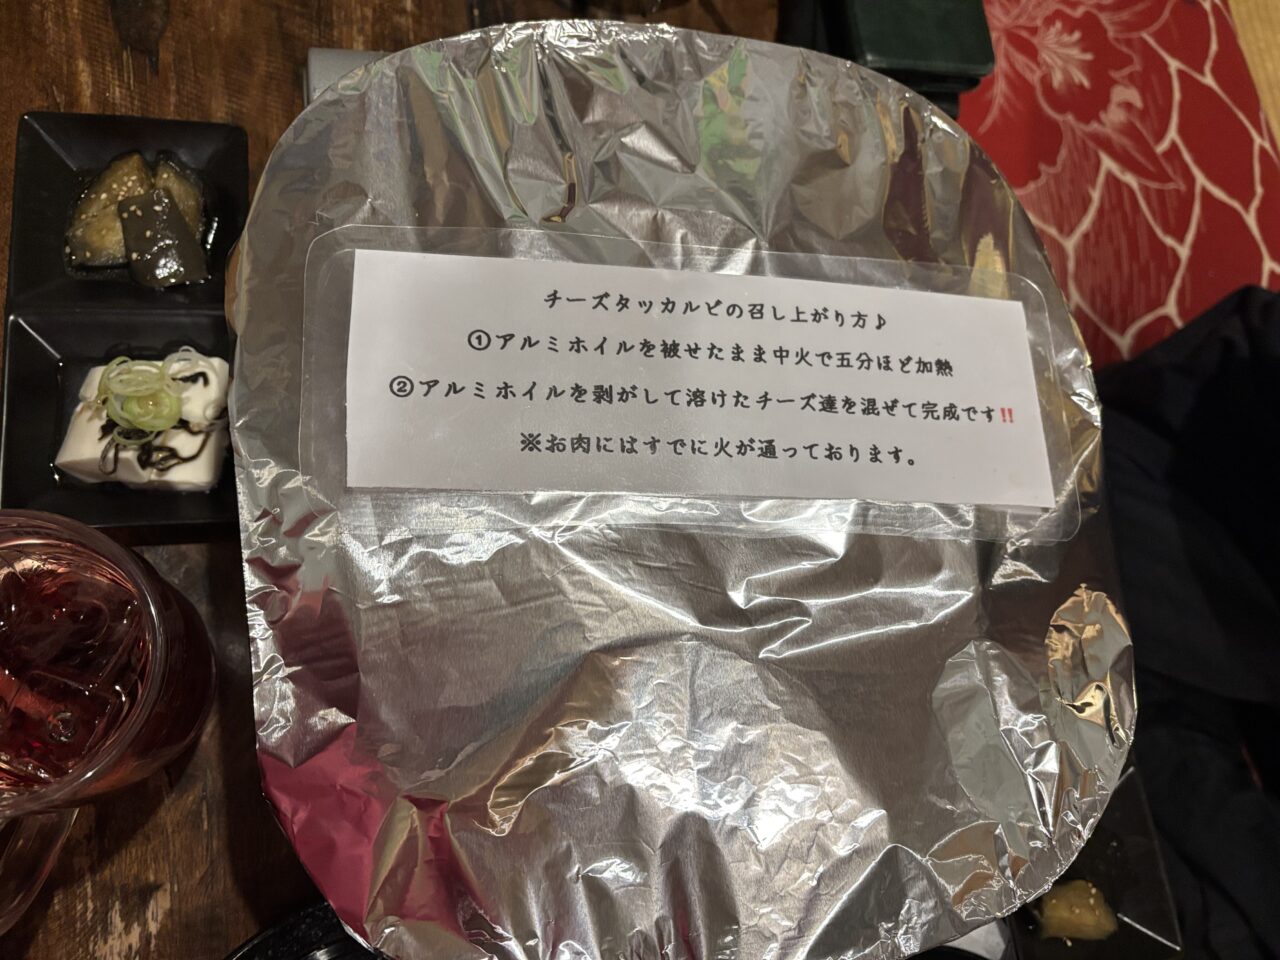 チーズタッカルビの召し上がり方♪
①アルミホイルを被せたまま中火で五分ほど加熱
②アルミホイルを剥がして溶けたチーズ達を混ぜて完成です‼
※お肉にはすでに火が通っております。